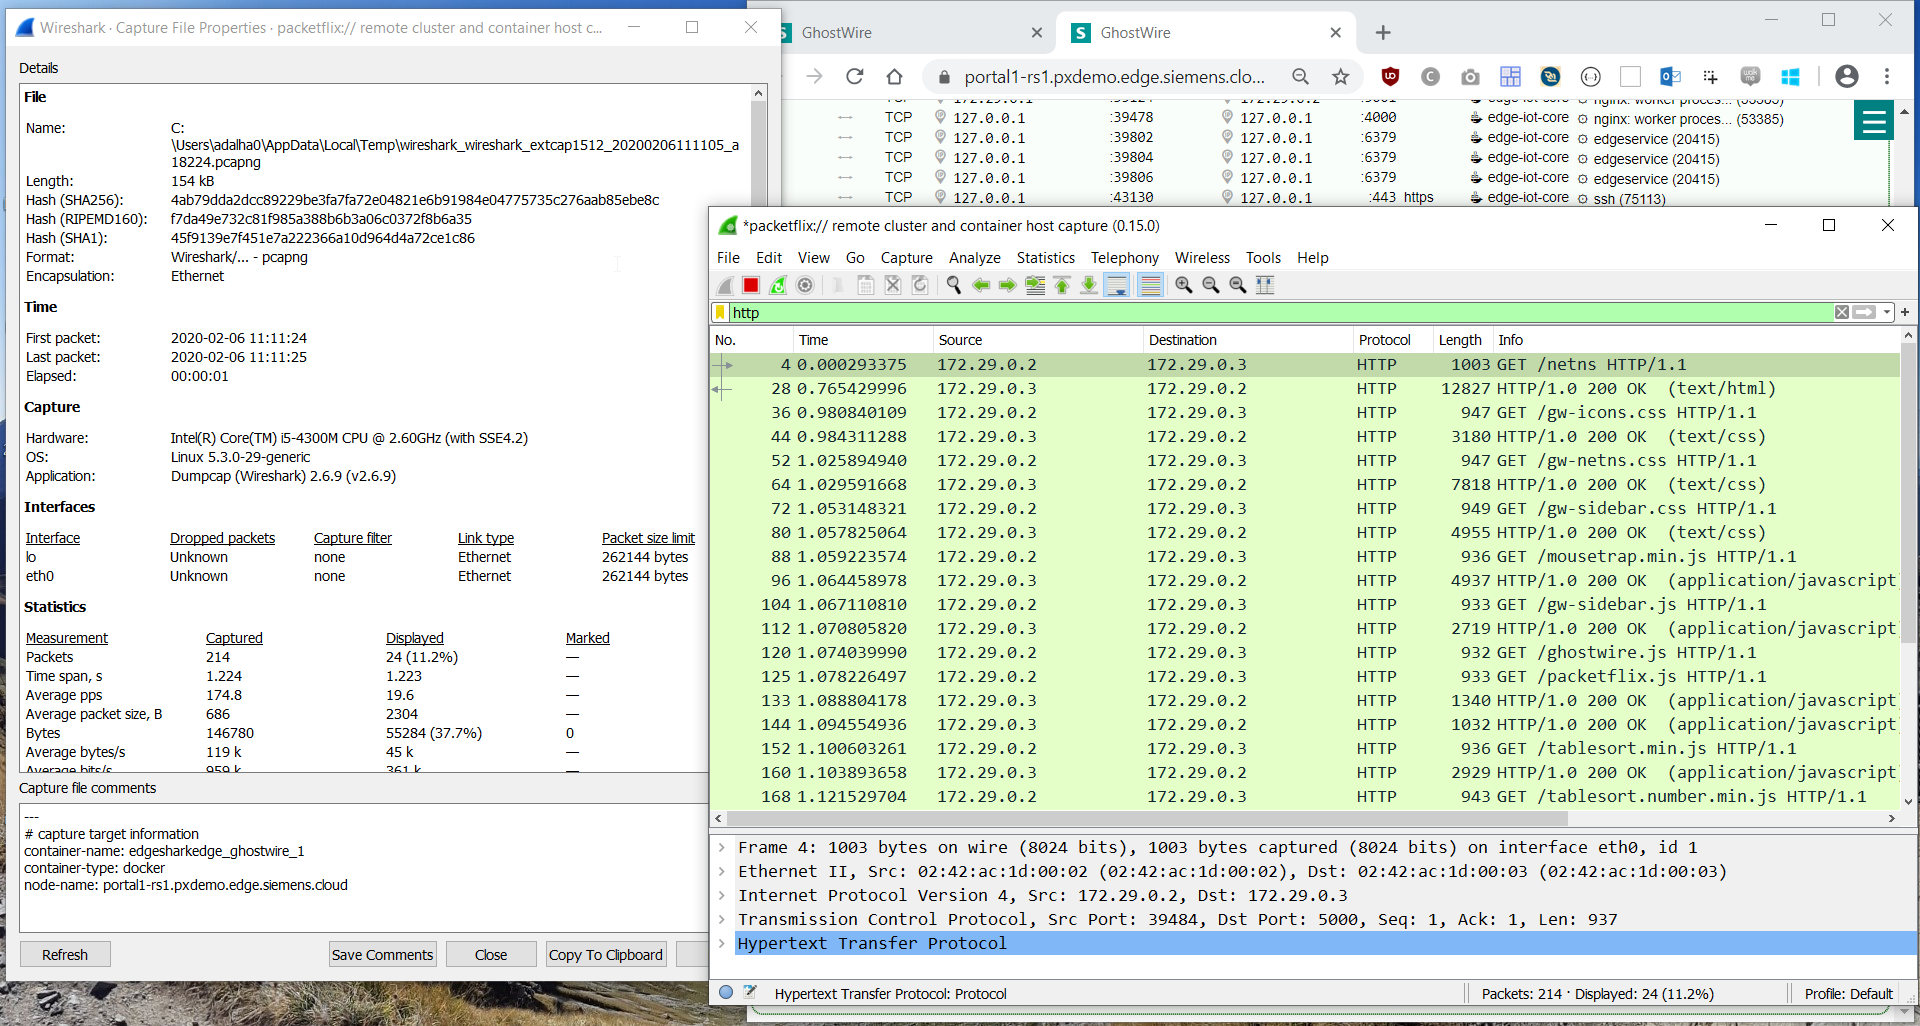 Wireshark · Capture File Properties · packetflix:// remote cluster and container host c...
Details
File
Name: C:
\Users\adalha0\AppData\Local\Temp\wireshark_wireshark_extcap1512_20200206111105_a
18224.pcapng
Length: 154 kB
Hash (SHA256): 4ab79dda2dcc89229be3fa7fa72e04821e6b91984e04775735c276aab85ebe8c
Hash (RIPEMD160): f7da49e732c81f985a388b6b3a06c0372f8b6a35
Hash (SHA1): 45f9139e7f451e7a222366a10d964d4a72ce1c86
Format: Wireshark/... - pcapng
Encapsulation: Ethernet
Time
First packet: 2020-02-06 11:11:24
Last packet: 2020-02-06 11:11:25
Elapsed: 00:00:01
Capture
Hardware: Intel(R) Core(TM) i5-4300M CPU @ 2.60GHz (with SSE4.2)
OS: Linux 5.3.0-29-generic
Application: Dumpcap (Wireshark) 2.6.9 (v2.6.9)
Interfaces
Interface Dropped packets Capture filter Link type Packet size limit
lo Unknown none Ethernet 262144 bytes
eth0 Unknown none Ethernet 262144 bytes
Statistics
Measurement Captured Displayed Marked
Packets 214 24 (11.2%) —
Time span, s 1.224 1.223 —
Average pps 174.8 19.6 —
Average packet size, B 686 2304 —
Bytes 146780 55284 (37.7%) 0
Average bytes/s 119 k 45 k —
Average bits/s 959 k 361 k —
Capture file comments
---
# capture target information
container-name: edgesharkedge_ghostwire_1
container-type: docker
node-name: portal1-rs1.pxdemo.edge.siemens.cloud
Refresh Save Comments Close Copy To Clipboard
S GhostWire S GhostWire
portal1-rs1.pxdemo.edge.siemens.clo...
TCP 172.29.0.1 :39124 172.29.0.2 edge-iot-core nginx: worker proces... (53385)
TCP 127.0.0.1 :39478 127.0.0.1 :4000 edge-iot-core nginx: worker proces... (53385)
TCP 127.0.0.1 :39802 127.0.0.1 :6379 edge-iot-core edgeservice (20415)
TCP 127.0.0.1 :39804 127.0.0.1 :6379 edge-iot-core edgeservice (20415)
TCP 127.0.0.1 :39806 127.0.0.1 :6379 edge-iot-core edgeservice (20415)
TCP 127.0.0.1 :43130 127.0.0.1 :443 https edge-iot-core ssh (75113)
*packetflix:// remote cluster and container host capture (0.15.0)
File Edit View Go Capture Analyze Statistics Telephony Wireless Tools Help
http
No. Time Source Destination Protocol Length Info
4 0.000293375 172.29.0.2 172.29.0.3 HTTP 1003 GET /netns HTTP/1.1
28 0.765429996 172.29.0.3 172.29.0.2 HTTP 12827 HTTP/1.0 200 OK (text/html)
36 0.980840109 172.29.0.2 172.29.0.3 HTTP 947 GET /gw-icons.css HTTP/1.1
44 0.984311288 172.29.0.3 172.29.0.2 HTTP 3180 HTTP/1.0 200 OK (text/css)
52 1.025894940 172.29.0.2 172.29.0.3 HTTP 947 GET /gw-netns.css HTTP/1.1
64 1.029591668 172.29.0.3 172.29.0.2 HTTP 7818 HTTP/1.0 200 OK (text/css)
72 1.053148321 172.29.0.2 172.29.0.3 HTTP 949 GET /gw-sidebar.css HTTP/1.1
80 1.057825064 172.29.0.3 172.29.0.2 HTTP 4955 HTTP/1.0 200 OK (text/css)
88 1.059223574 172.29.0.2 172.29.0.3 HTTP 936 GET /mousetrap.min.js HTTP/1.1
96 1.064458978 172.29.0.3 172.29.0.2 HTTP 4937 HTTP/1.0 200 OK (application/javascript
104 1.067110810 172.29.0.2 172.29.0.3 HTTP 933 GET /gw-sidebar.js HTTP/1.1
112 1.070805820 172.29.0.3 172.29.0.2 HTTP 2719 HTTP/1.0 200 OK (application/javascript
120 1.074039990 172.29.0.2 172.29.0.3 HTTP 932 GET /ghostwire.js HTTP/1.1
125 1.078226497 172.29.0.2 172.29.0.3 HTTP 933 GET /packetflix.js HTTP/1.1
133 1.088804178 172.29.0.3 172.29.0.2 HTTP 1340 HTTP/1.0 200 OK (application/javascript
144 1.094554936 172.29.0.3 172.29.0.2 HTTP 1032 HTTP/1.0 200 OK (application/javascript
152 1.100603261 172.29.0.2 172.29.0.3 HTTP 936 GET /tablesort.min.js HTTP/1.1
160 1.103893658 172.29.0.3 172.29.0.2 HTTP 2929 HTTP/1.0 200 OK (application/javascript
168 1.121529704 172.29.0.2 172.29.0.3 HTTP 943 GET /tablesort.number.min.js HTTP/1.1
Frame 4: 1003 bytes on wire (8024 bits), 1003 bytes captured (8024 bits) on interface eth0, id 1
Ethernet II, Src: 02:42:ac:1d:00:02 (02:42:ac:1d:00:02), Dst: 02:42:ac:1d:00:03 (02:42:ac:1d:00:03)
Internet Protocol Version 4, Src: 172.29.0.2, Dst: 172.29.0.3
Transmission Control Protocol, Src Port: 39484, Dst Port: 5000, Seq: 1, Ack: 1, Len: 937
Hypertext Transfer Protocol
Hypertext Transfer Protocol: Protocol Packets: 214 · Displayed: 24 (11.2%) Profile: Default